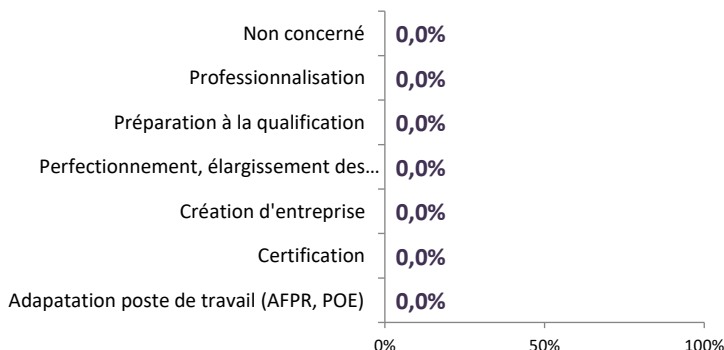 Non concerné 0,0%
Professionnalisation 0,0%
Préparation à la qualification 0,0%
Perfectionnement, élargissement des... 0,0%
Création d'entreprise 0,0%
Certification 0,0%
Adapatation poste de travail (AFPR, POE) 0,0%
0% 50% 100%